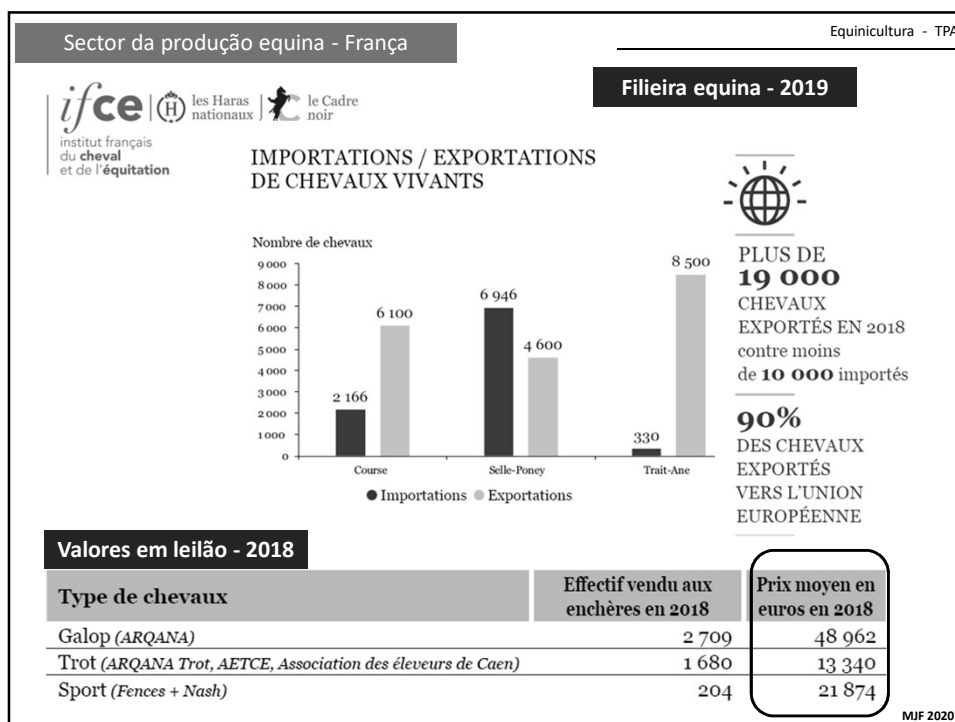 Equinicultura - TPA
Sector da produção equina - França
Filieira equina - 2019
ifce
les Haras
nationaux
le Cadre
noir
institut français
du cheval
et de l'équitation
IMPORTATIONS / EXPORTATIONS
DE CHEVAUX VIVANTS
Nombre de chevaux
9 000
8 000
7 000
6 000
5 000
4 000
3 000
2 000
1 000
0
2 166
6 100
6 946
4 600
330
8 500
Course
Selle-Poney
Trait-Ane
Importations
Exportations
PLUS DE
19 000
CHEVAUX
EXPORTÉS EN 2018
contre moins
de 10 000 importés
90%
DES CHEVAUX
EXPORTÉS
VERS L'UNION
EUROPÉENNE
Valores em leilão - 2018
Type de chevaux
Effectif vendu aux
enchères en 2018
Prix moyen en
euros en 2018
Galop (ARQANA) 2 709 48 962
Trot (ARQANA Trot, AETCE, Association des éleveurs de Caen) 1 680 13 340
Sport (Fences + Nash) 204 21 874
MJF 2020